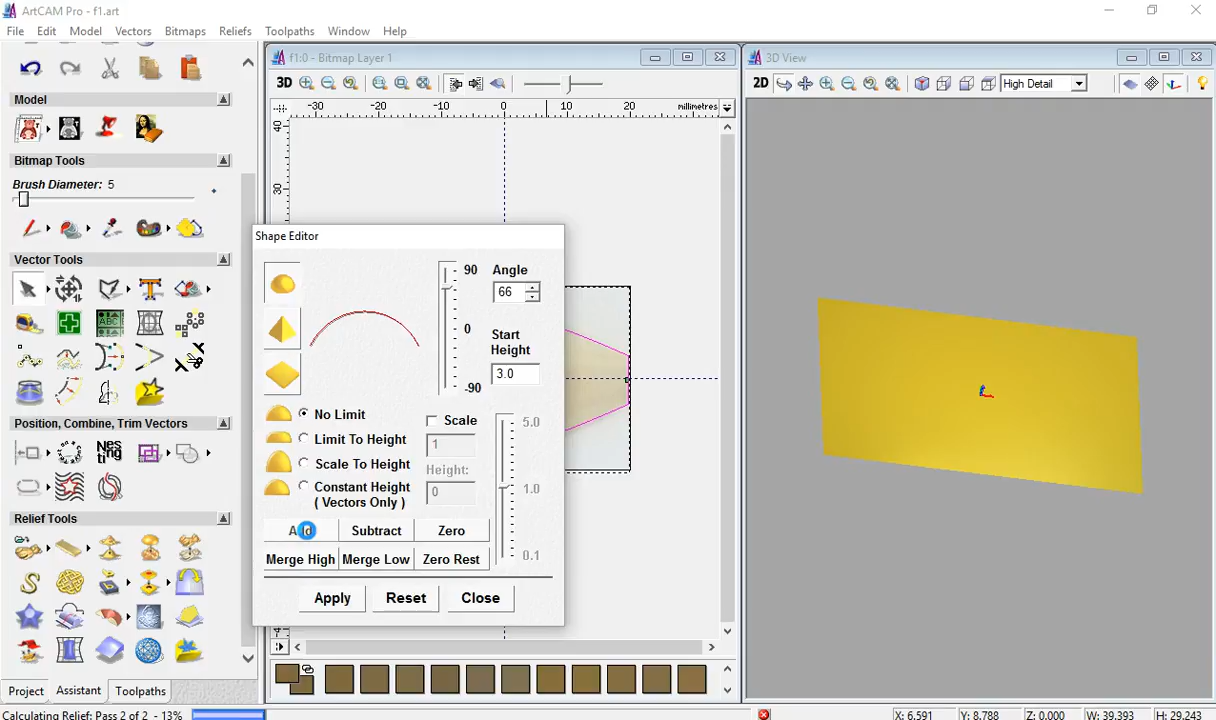 ArtCAM Pro - f1.art
File Edit Model Vectors Bitmaps Reliefs Toolpaths Window Help
Model
Bitmap Tools
Brush Diameter: 5
Vector Tools
Position, Combine, Trim Vectors
Relief Tools
Project Assistant Toolpaths
Calculating Relief: Pass 2 of 2 - 13%
f1:0 - Bitmap Layer 1
3D
-30 -20 -10 0 10 20 millimetres
40
30
Shape Editor
90
0
-90
Angle
66
Start
Height
3.0
No Limit
Limit To Height
Scale To Height
Constant Height
( Vectors Only )
Scale
1
Height:
0
5.0
1.0
0.1
Add Subtract Zero
Merge High Merge Low Zero Rest
Apply Reset Close
3D View
2D High Detail
X: 6.591 Y: 8.788 Z: 0.000 W: 39.393 H: 29.243